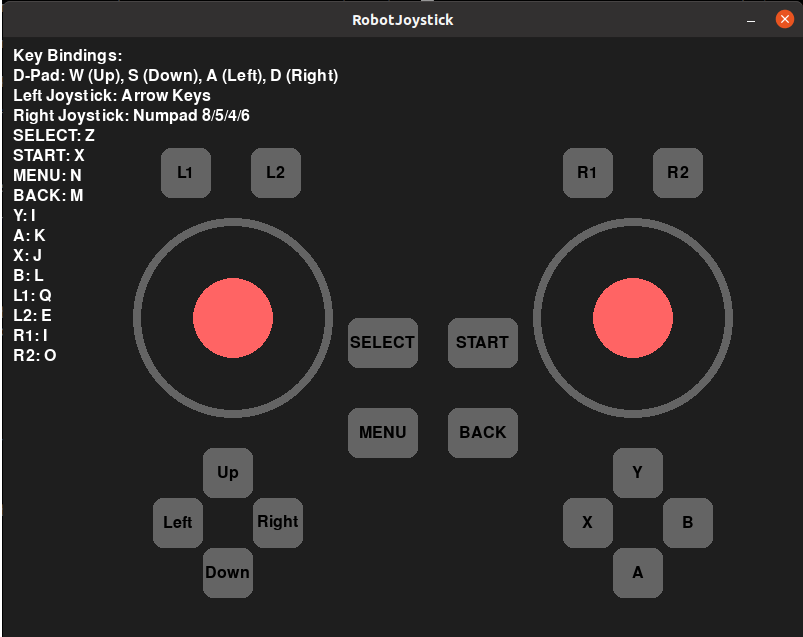 RobotJoystick
Key Bindings:
D-Pad: W (Up), S (Down), A (Left), D (Right)
Left Joystick: Arrow Keys
Right Joystick: Numpad 8/5/4/6
SELECT: Z
START: X
MENU: N
BACK: M
Y: I
A: K
X: J
B: L
L1: Q
L2: E
R1: I
R2: O
L1
L2
R1
R2
SELECT
START
MENU
BACK
Up
Left
Right
Down
Y
X
B
A